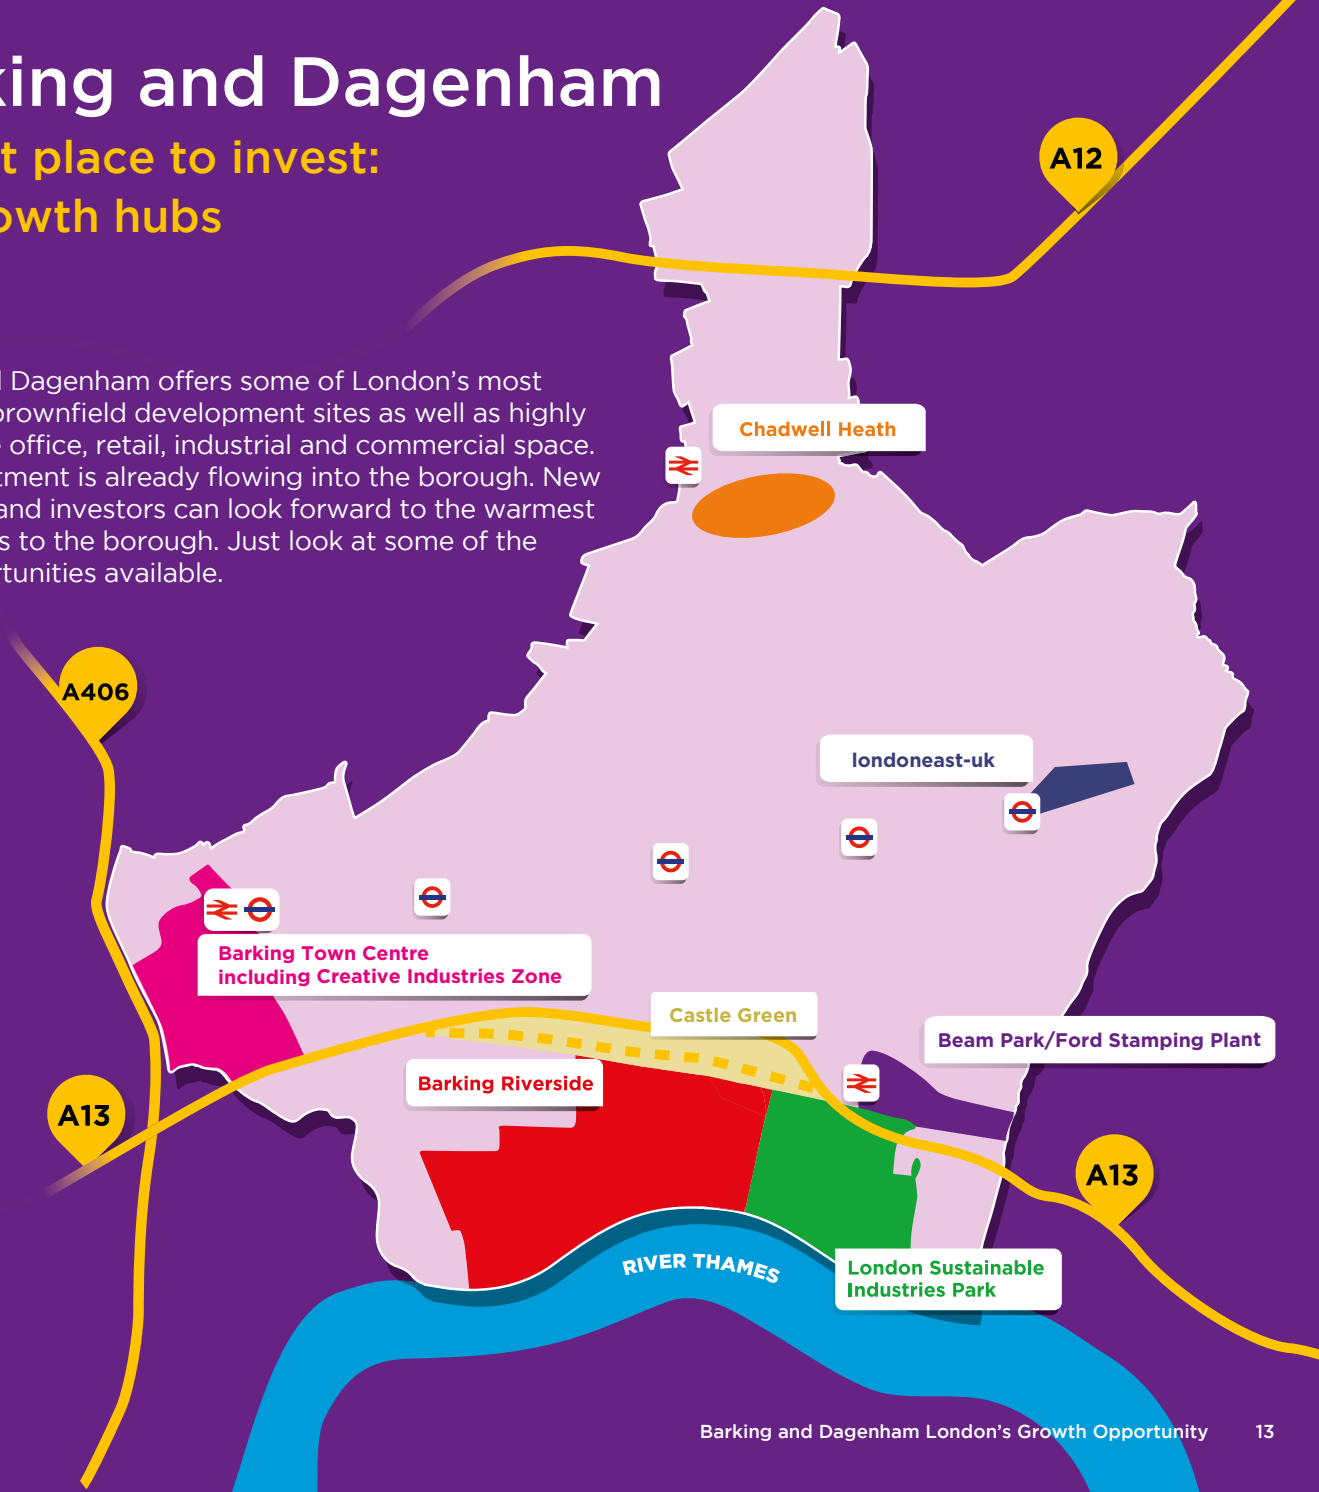 king and Dagenham
t place to invest:
owth hubs
Dagenham offers some of London's most
brownfield development sites as well as highly
office, retail, industrial and commercial space.
tment is already flowing into the borough. New
and investors can look forward to the warmest
s to the borough. Just look at some of the
rtunities available.
A12
Chadwell Heath
A406
londoneast-uk
Barking Town Centre
including Creative Industries Zone
Castle Green
Beam Park/Ford Stamping Plant
Barking Riverside
A13
A13
RIVER THAMES
London Sustainable
Industries Park
Barking and Dagenham London's Growth Opportunity 13